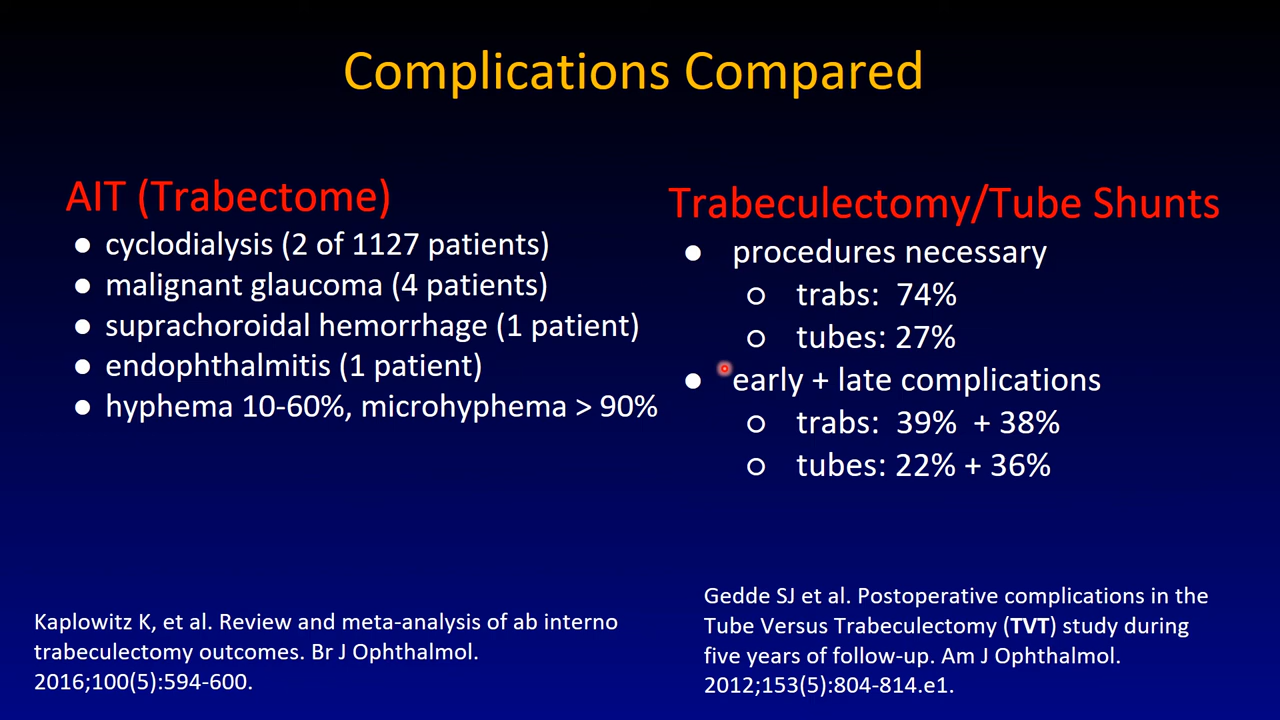 Complications Compared
AIT (Trabectome)
● cyclodialysis (2 of 1127 patients)
● malignant glaucoma (4 patients)
● suprachoroidal hemorrhage (1 patient)
● endophthalmitis (1 patient)
● hyphema 10-60%, microhyphema > 90%
Kaplowitz K, et al. Review and meta-analysis of ab interno
trabeculectomy outcomes. Br J Ophthalmol.
2016;100(5):594-600.
Trabeculectomy/Tube Shunts
● procedures necessary
○ trabs: 74%
○ tubes: 27%
● early + late complications
○ trabs: 39% + 38%
○ tubes: 22% + 36%
Gedde SJ et al. Postoperative complications in the
Tube Versus Trabeculectomy (TVT) study during
five years of follow-up. Am J Ophthalmol.
2012;153(5):804-814.e1.